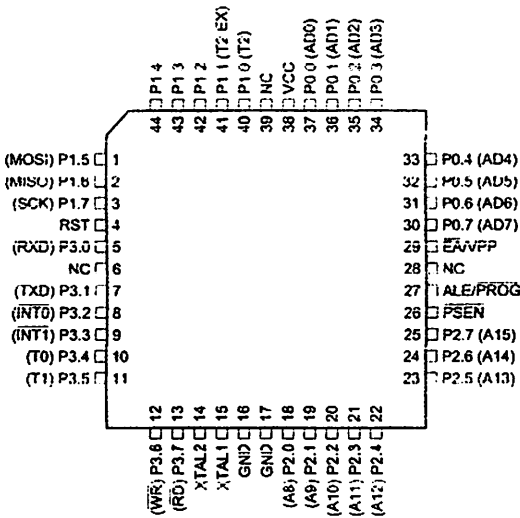 44 P1.4
43 P1.3
42 P1.2
41 P1.1 (T2 EX)
40 P1.0 (T2)
39 NC
38 VCC
37 P0.0 (AD0)
36 P0.1 (AD1)
35 P0.2 (AD2)
34 P0.3 (AD3)
(MOSI) P1.5 1
(MISO) P1.6 2
(SCK) P1.7 3
RST 4
(RXD) P3.0 5
NC 6
(TXD) P3.1 7
(INT0) P3.2 8
(INT1) P3.3 9
(T0) P3.4 10
(T1) P3.5 11
33 P0.4 (AD4)
32 P0.5 (AD5)
31 P0.6 (AD6)
30 P0.7 (AD7)
29 EA/VPP
28 NC
27 ALE/PROG
26 PSEN
25 P2.7 (A15)
24 P2.6 (A14)
23 P2.5 (A13)
(WR) P3.6 12
(RD) P3.7 13
XTAL2 14
XTAL1 15
GND 16
GND 17
(A8) P2.0 18
(A9) P2.1 19
(A10) P2.2 20
(A11) P2.3 21
(A12) P2.4 22